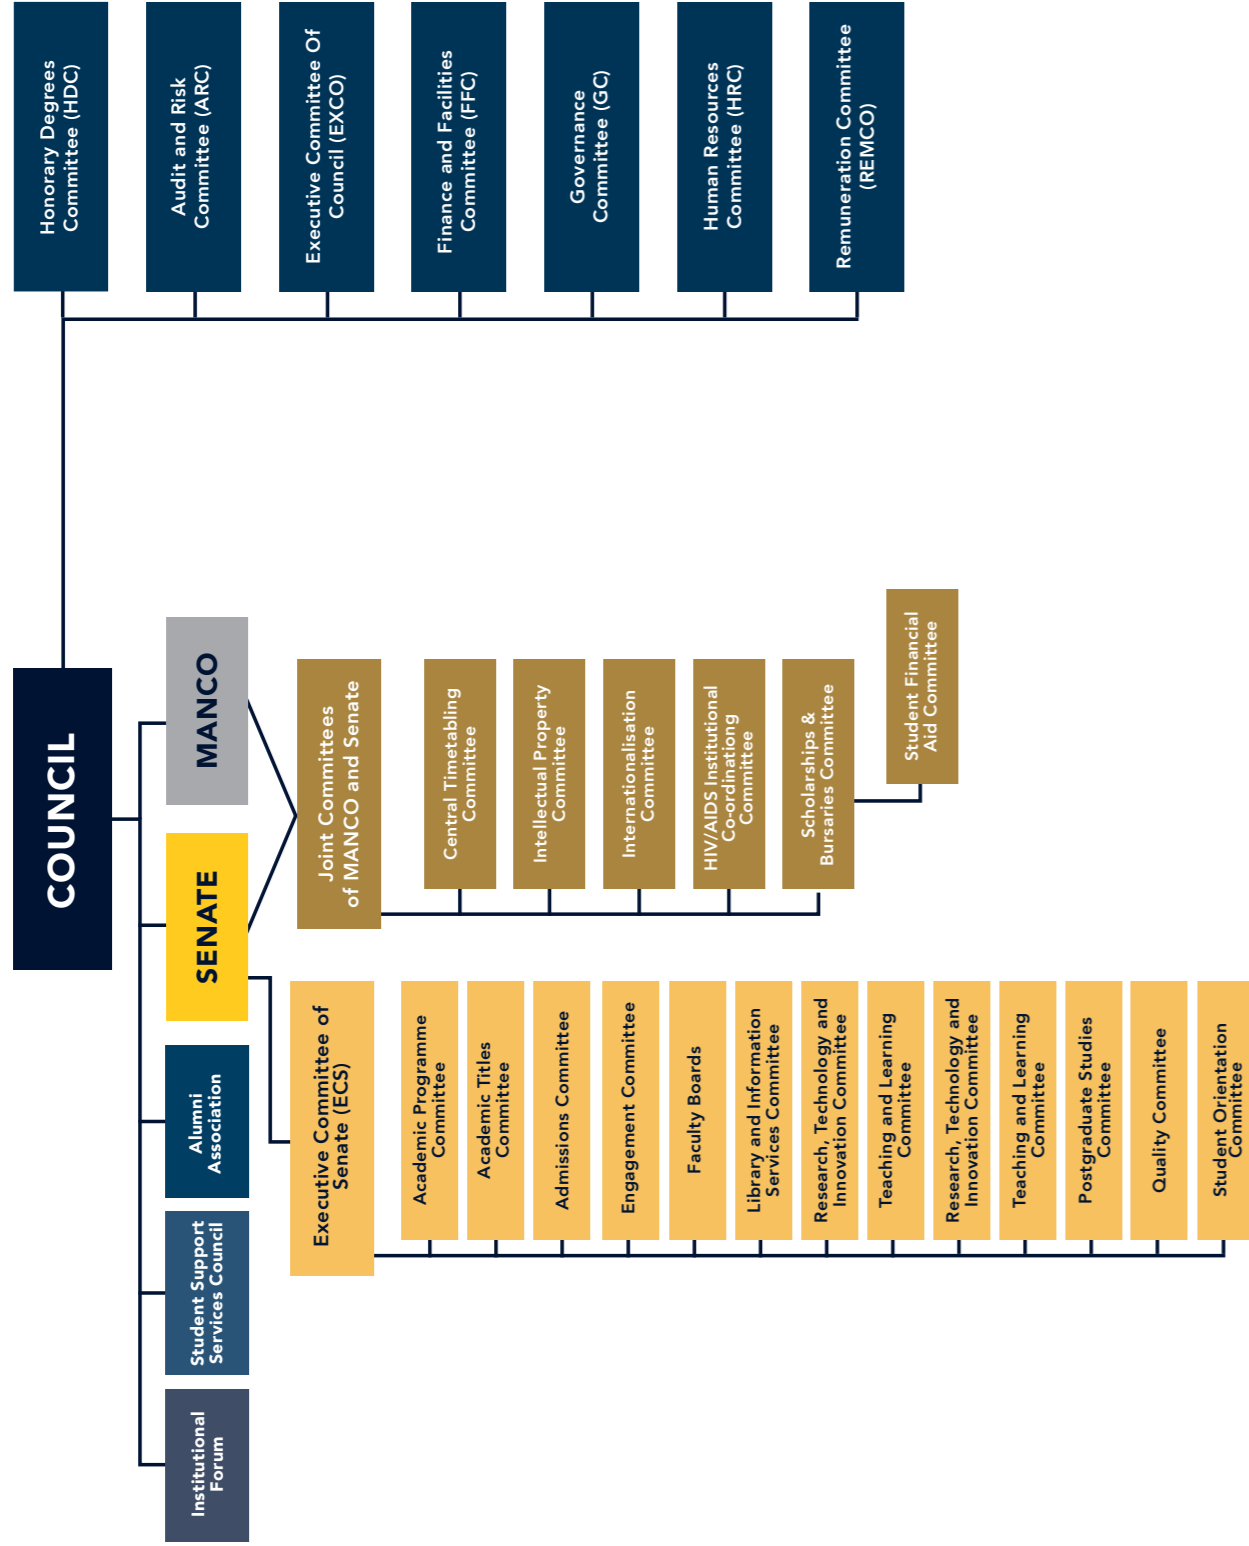 COUNCIL
Institutional
Forum
Student Support
Services Council
Alumni
Association
SENATE
MANCO
Executive Committee of
Senate (ECS)
Academic Programme
Committee
Academic Titles
Committee
Admissions Committee
Engagement Committee
Faculty Boards
Library and Information
Services Committee
Research, Technology and
Innovation Committee
Teaching and Learning
Committee
Research, Technology and
Innovation Committee
Teaching and Learning
Committee
Postgraduate Studies
Committee
Quality Committee
Student Orientation
Committee
Joint Committees
of MANCO and Senate
Central Timetabling
Committee
Intellectual Property
Committee
Internationalisation
Committee
HIV/AIDS Institutional
Co-ordinationg
Committee
Scholarships &
Bursaries Committee
Student Financial
Aid Committee
Honorary Degrees
Committee (HDC)
Audit and Risk
Committee (ARC)
Executive Committee Of
Council (EXCO)
Finance and Facilities
Committee (FFC)
Governance
Committee (GC)
Human Resources
Committee (HRC)
Remuneration Committee
(REMCO)